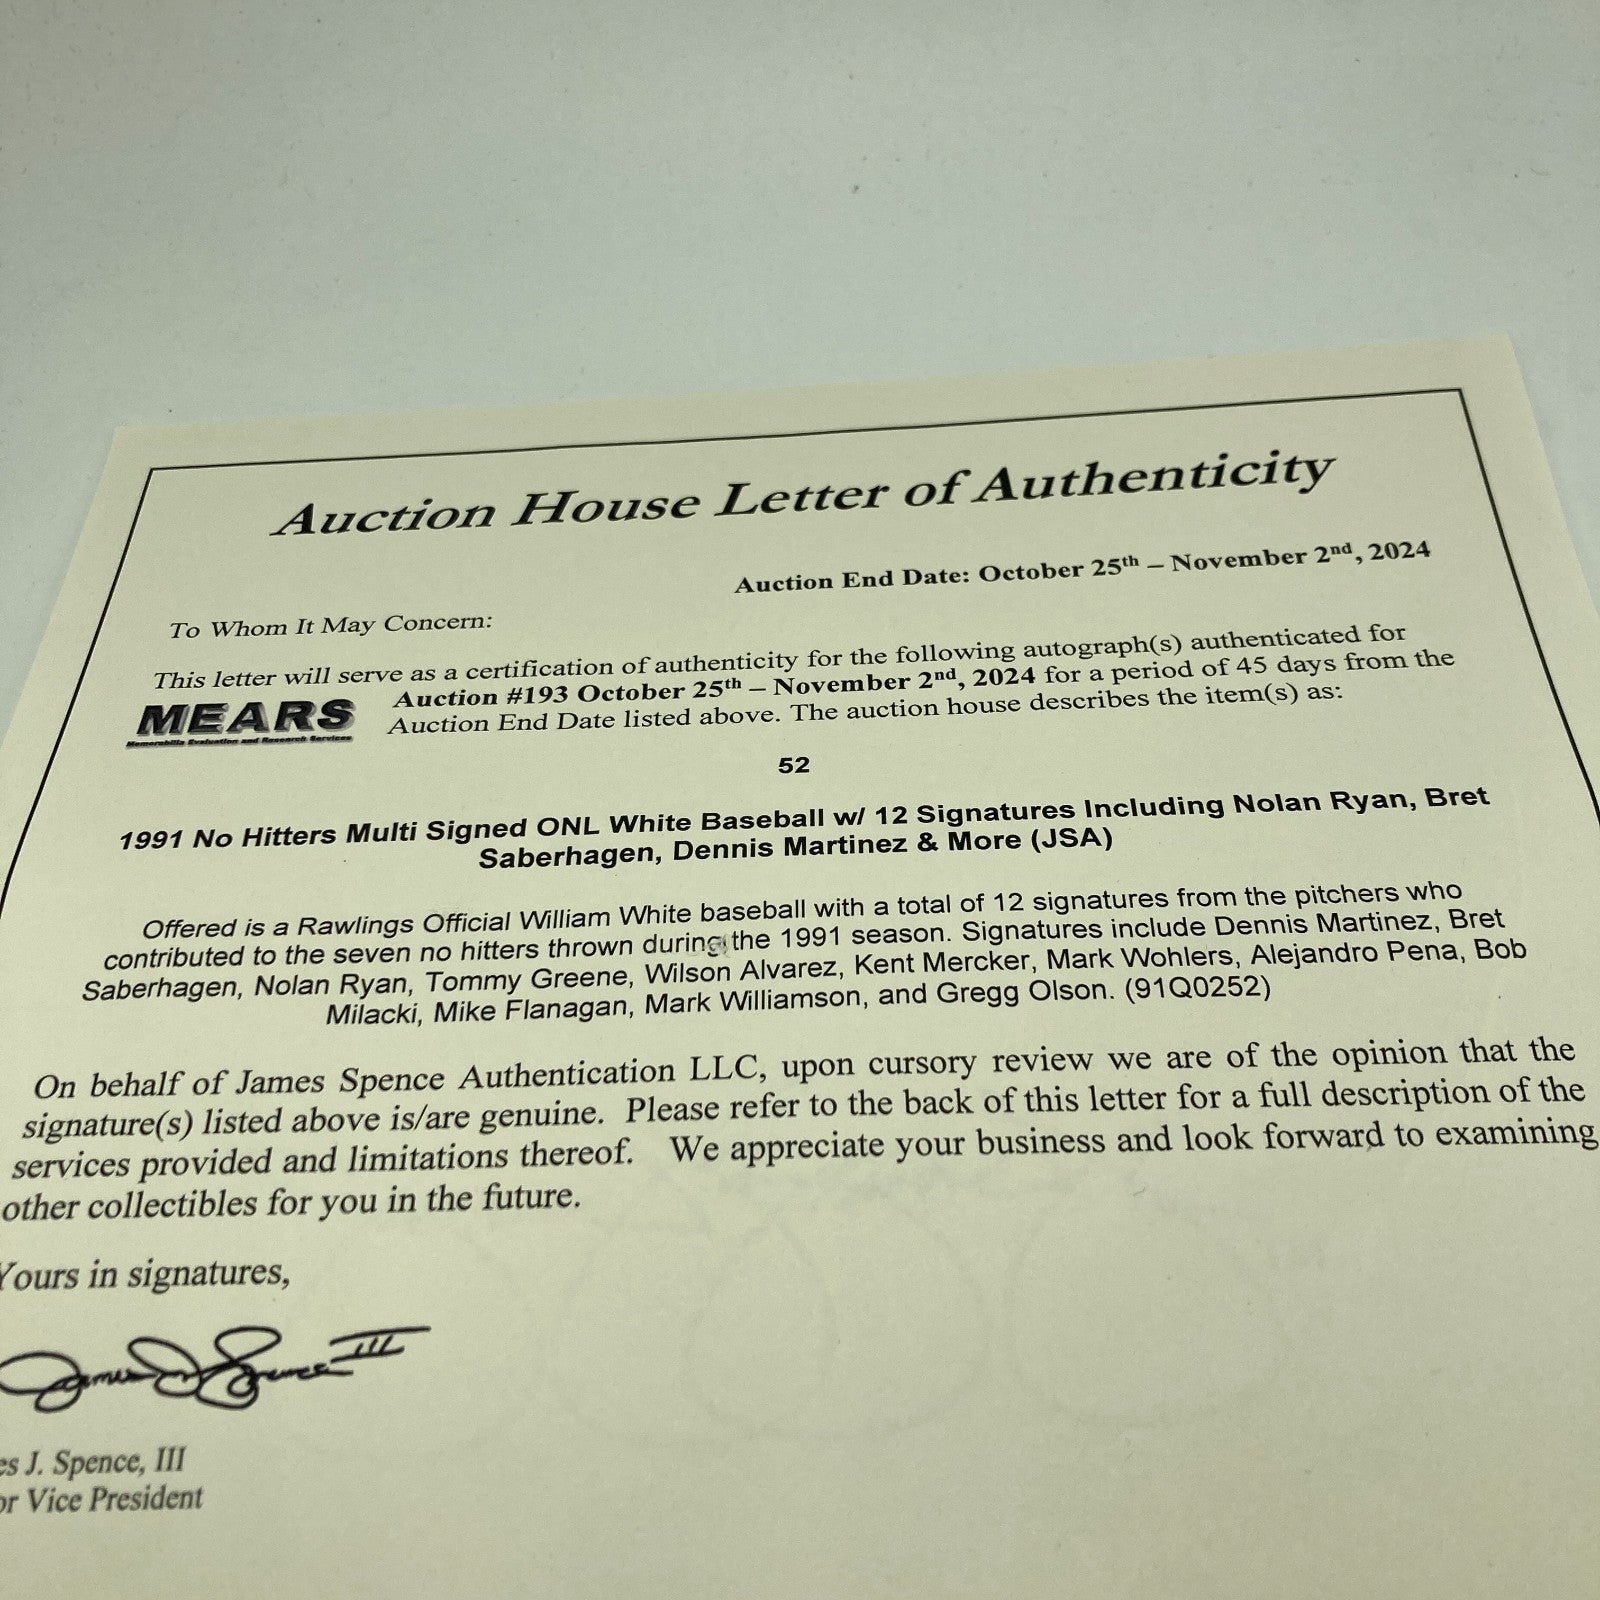 Auction House Letter of Authenticity
Auction End Date: October 25th – November 2nd, 2024
To Whom It May Concern:
This letter will serve as a certification of authenticity for the following autograph(s) authenticated for
Auction #193 October 25th – November 2nd, 2024 for a period of 45 days from the
MEARS
Memorabilia Evaluation and Research Services
Auction End Date listed above. The auction house describes the item(s) as:
52
1991 No Hitters Multi Signed ONL White Baseball w/ 12 Signatures Including Nolan Ryan, Bret
Saberhagen, Dennis Martinez & More (JSA)
Offered is a Rawlings Official William White baseball with a total of 12 signatures from the pitchers who
contributed to the seven no hitters thrown during the 1991 season. Signatures include Dennis Martinez, Bret
Saberhagen, Nolan Ryan, Tommy Greene, Wilson Alvarez, Kent Mercker, Mark Wohlers, Alejandro Pena, Bob
Milacki, Mike Flanagan, Mark Williamson, and Gregg Olson. (91Q0252)
On behalf of James Spence Authentication LLC, upon cursory review we are of the opinion that the
signature(s) listed above is/are genuine. Please refer to the back of this letter for a full description of the
services provided and limitations thereof. We appreciate your business and look forward to examining
other collectibles for you in the future.
Yours in signatures,
James J. Spence III
es J. Spence, III
or Vice President